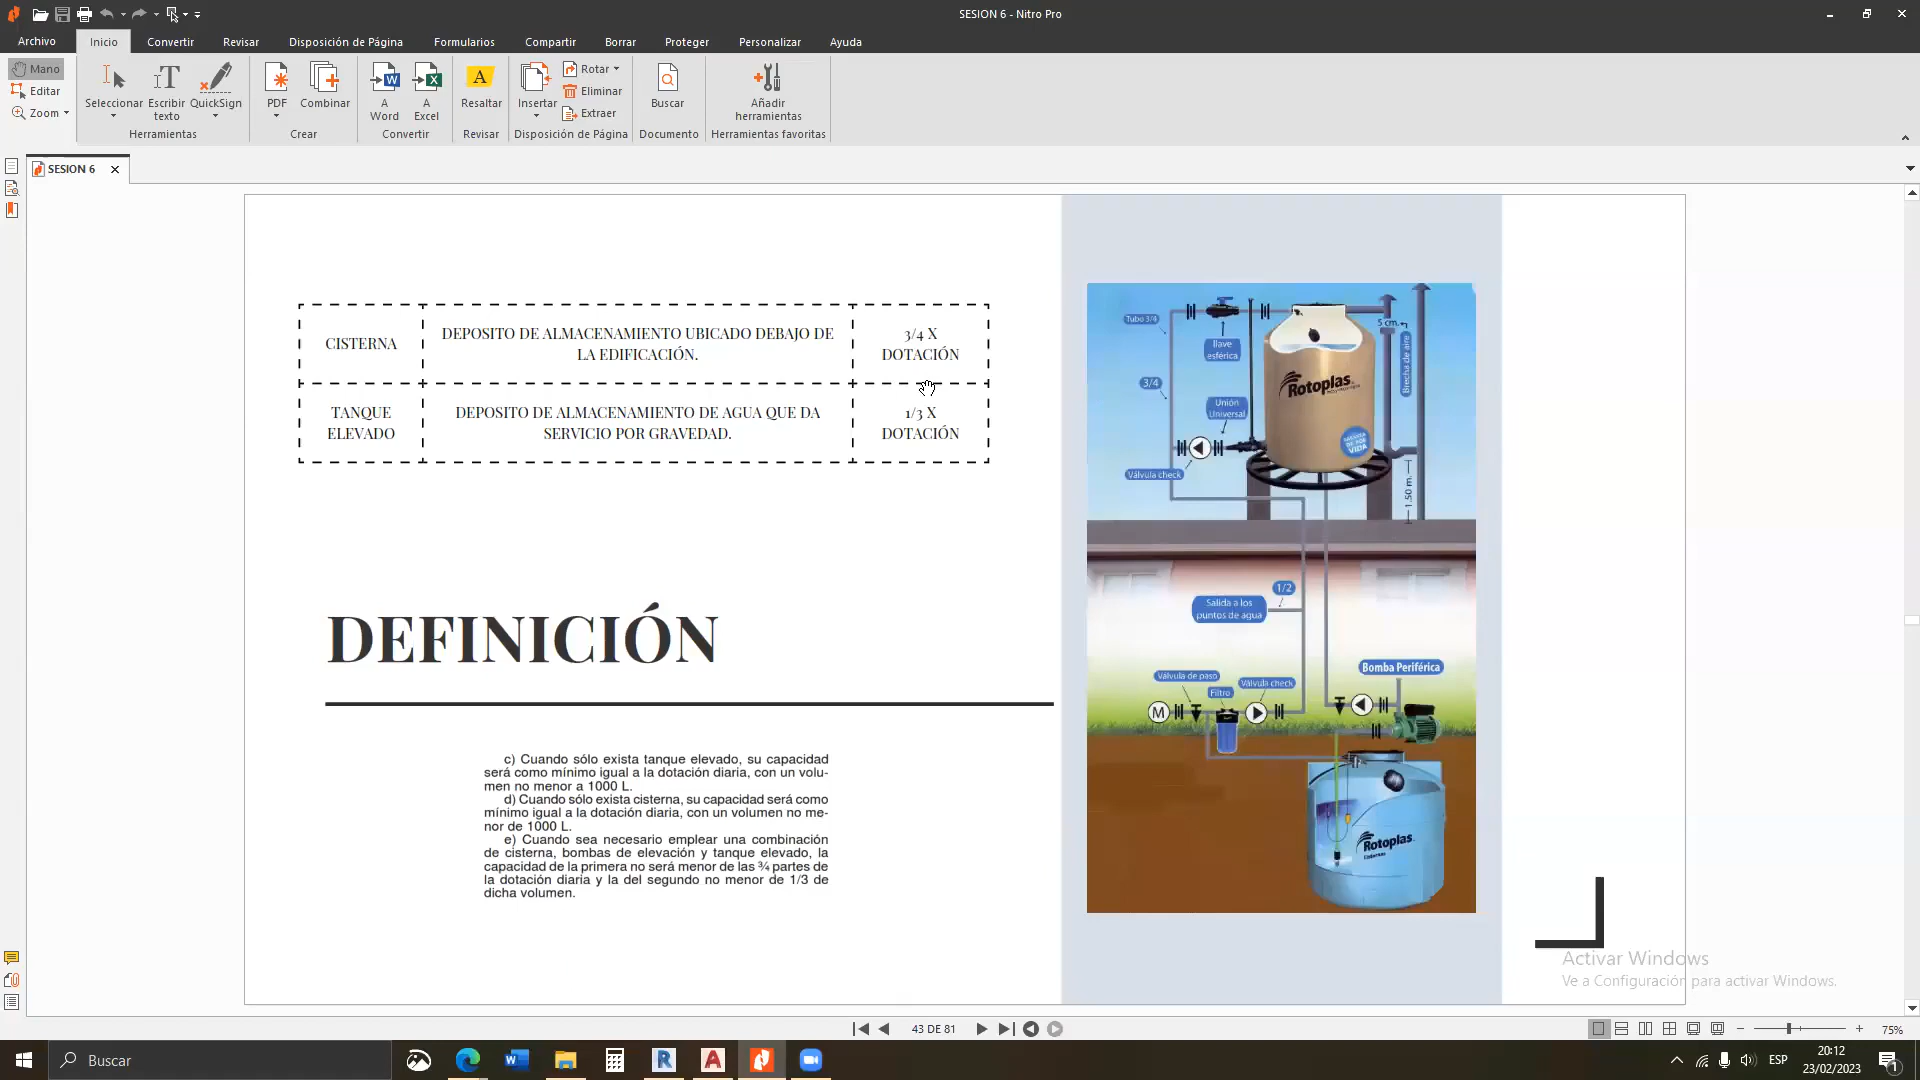 SESION 6 - Nitro Pro
Archivo
Inicio
Convertir
Revisar
Disposición de Página
Formularios
Compartir
Borrar
Proteger
Personalizar
Ayuda
Mano
Editar
Zoom
Seleccionar
Escribir
texto
QuickSign
Herramientas
PDF
Combinar
Crear
A
Word
A
Excel
Convertir
Resaltar
Revisar
Insertar
Rotar
Eliminar
Extraer
Disposición de Página
Buscar
Documento
Añadir
herramientas
Herramientas favoritas
SESION 6
CISTERNA
DEPOSITO DE ALMACENAMIENTO UBICADO DEBAJO DE
LA EDIFICACIÓN.
3/4 X
DOTACIÓN
TANQUE
ELEVADO
DEPOSITO DE ALMACENAMIENTO DE AGUA QUE DA
SERVICIO POR GRAVEDAD.
1/3 X
DOTACIÓN
DEFINICIÓN
c) Cuando sólo exista tanque elevado, su capacidad
será como mínimo igual a la dotación diaria, con un volu-
men no menor a 1000 L.
d) Cuando sólo exista cisterna, su capacidad será como
mínimo igual a la dotación diaria, con un volumen no me-
nor de 1000 L.
e) Cuando sea necesario emplear una combinación
de cisterna, bombas de elevación y tanque elevado, la
capacidad de la primera no será menor de las ¾ partes de
la dotación diaria y la del segundo no menor de 1/3 de
dicha volumen.
Tubo 3/4
llave
esférica
5 cm.
Brecha de aire
3/4
Unión
Universal
Rotoplas
GARANTÍA
DE POR
VIDA
Válvula check
1.50 m.
1/2
Salida a los
puntos de agua
Bomba Periférica
Válvula de paso
Filtro
Válvula check
M
Rotoplas
Cisternas
Activar Windows
Ve a Configuración para activar Windows.
43 DE 81
75%
Buscar
ESP
20:12
23/02/2023